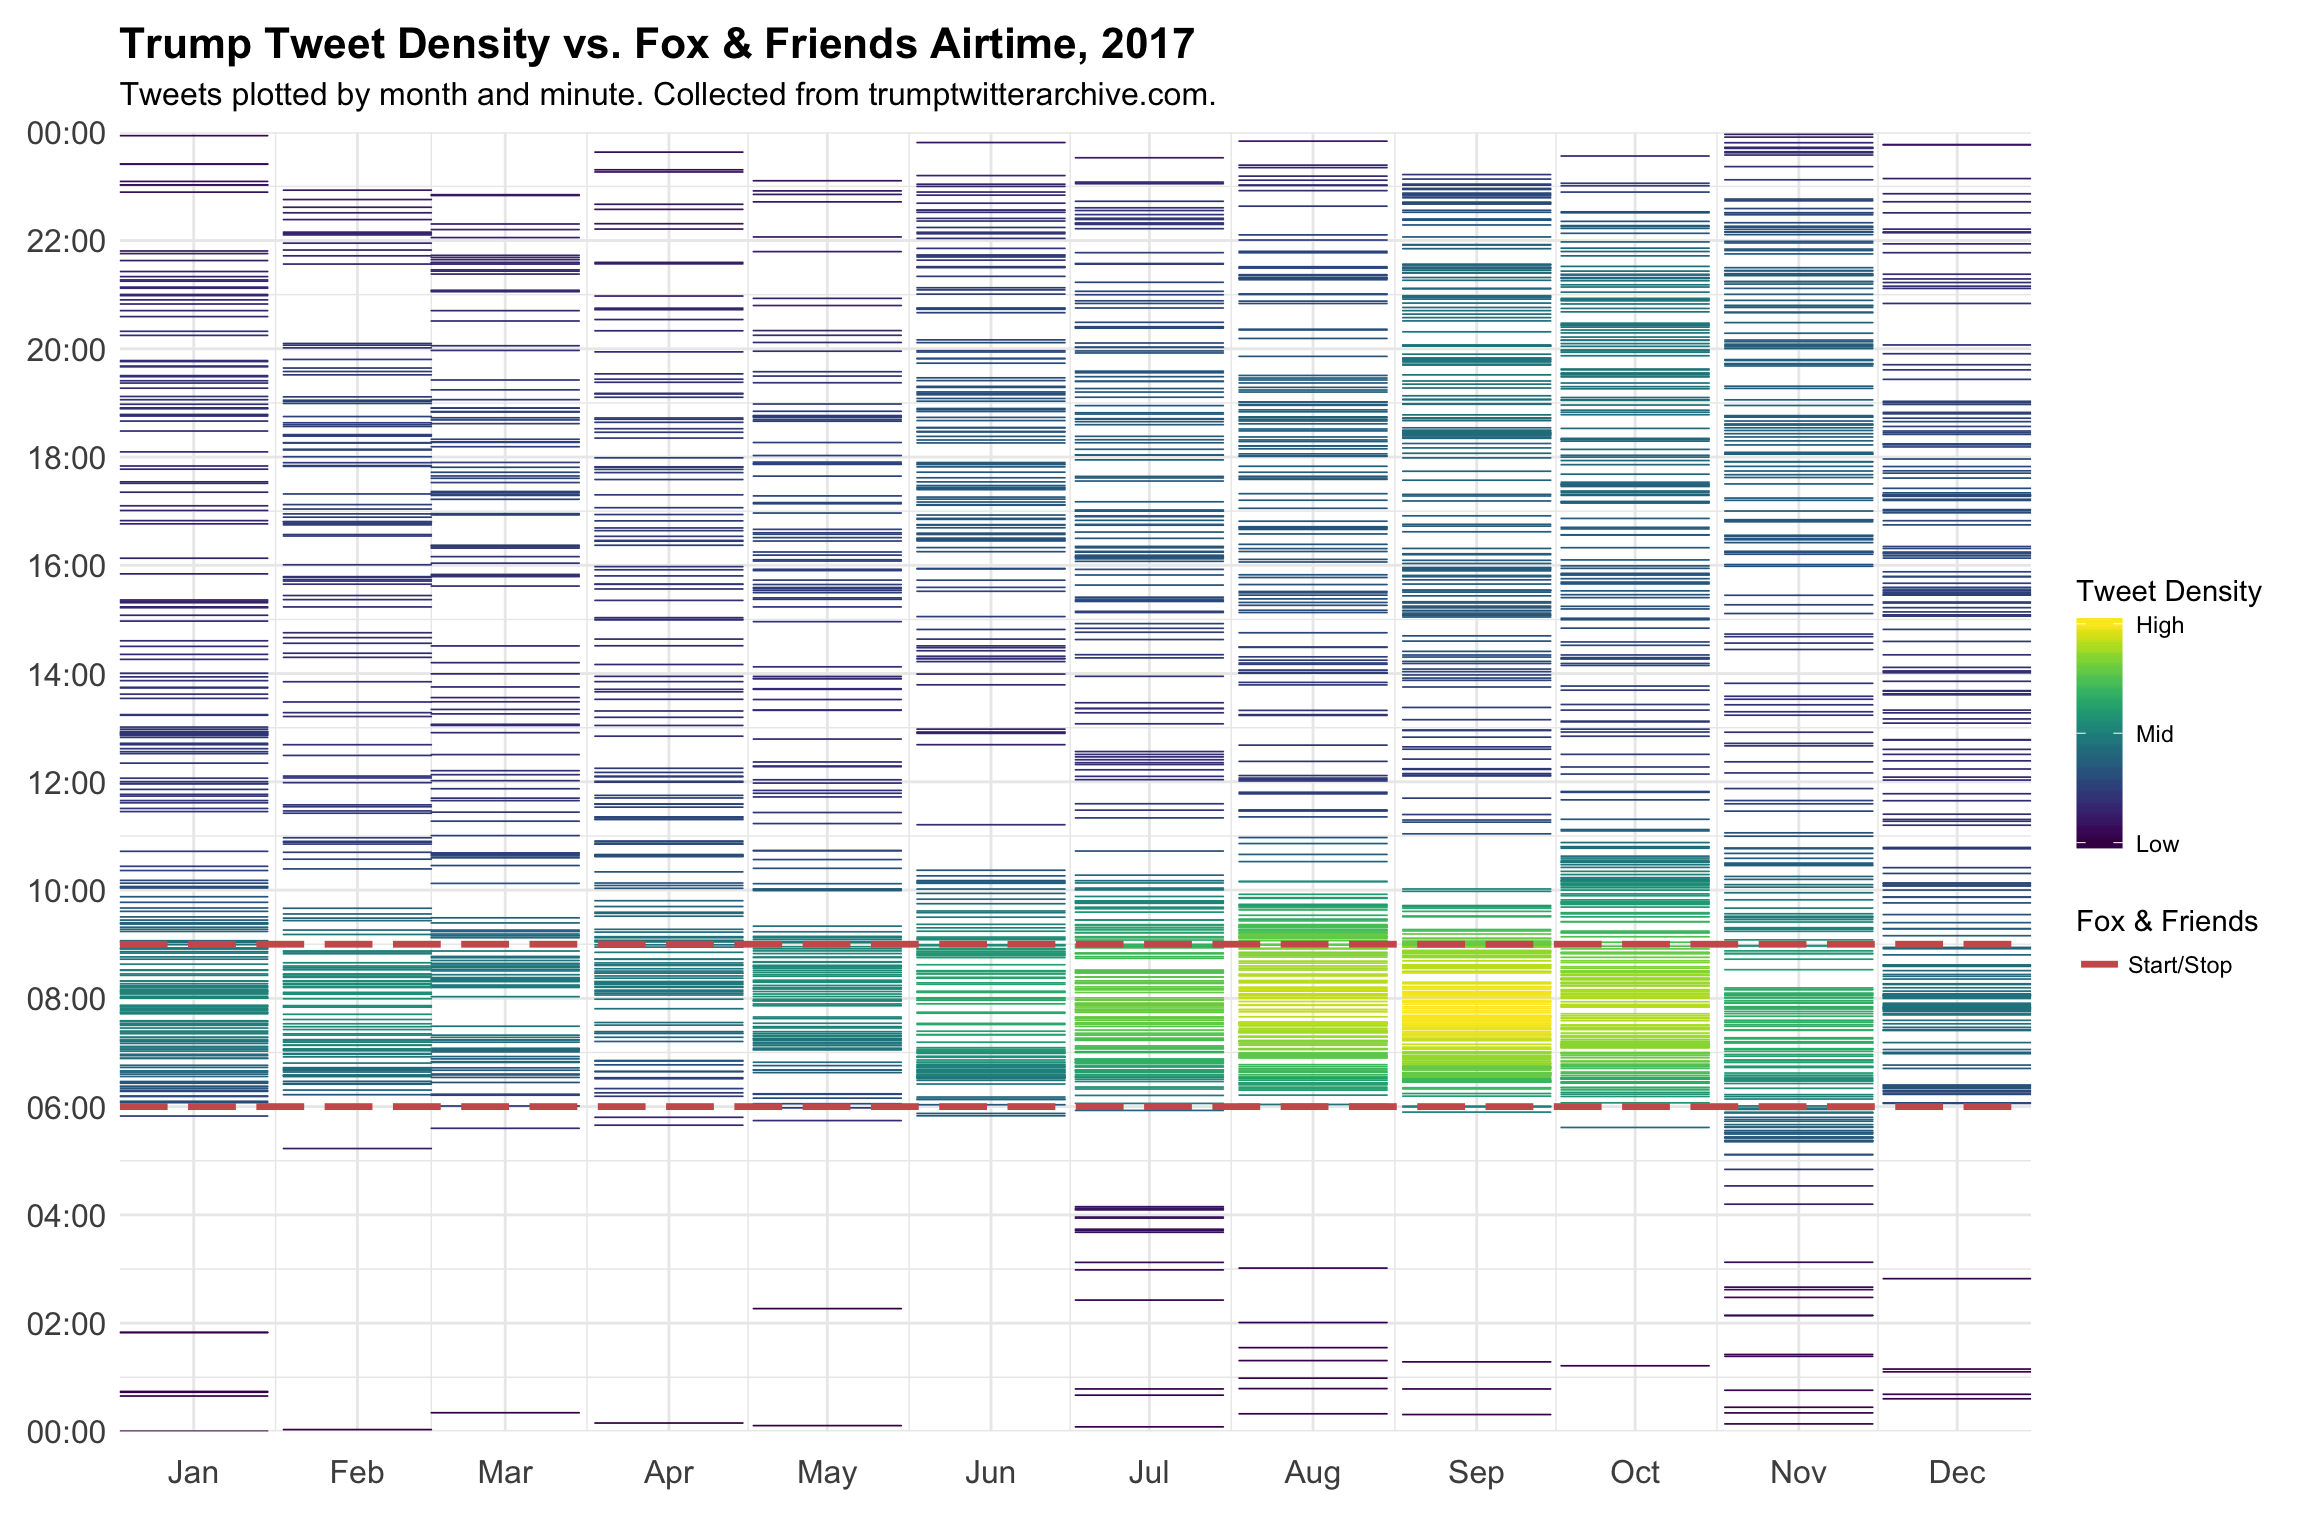 Trump Tweet Density vs. Fox & Friends Airtime, 2017
Tweets plotted by month and minute. Collected from trumptwitterarchive.com.
00:00
22:00
20:00
18:00
16:00
14:00
12:00
10:00
08:00
06:00
04:00
02:00
00:00
Jan Feb Mar Apr May Jun Jul Aug Sep Oct Nov Dec
Tweet Density
High
Mid
Low
Fox & Friends
Start/Stop